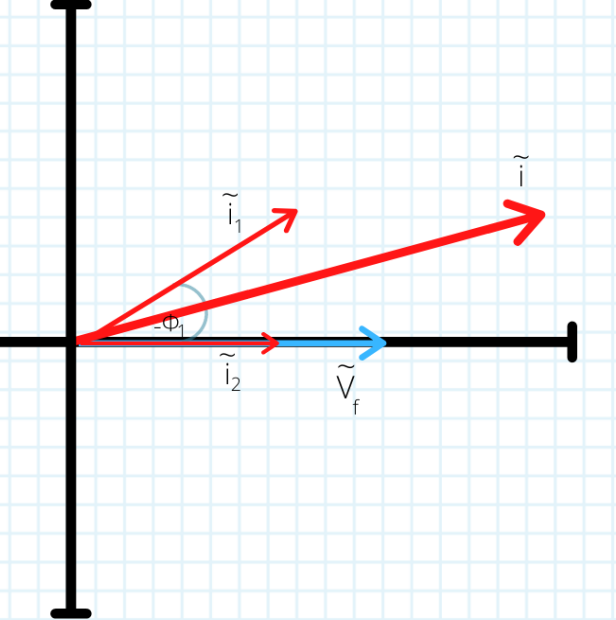 ĩ
ĩ₁
-Φ₁
ĩ₂
Ṽf